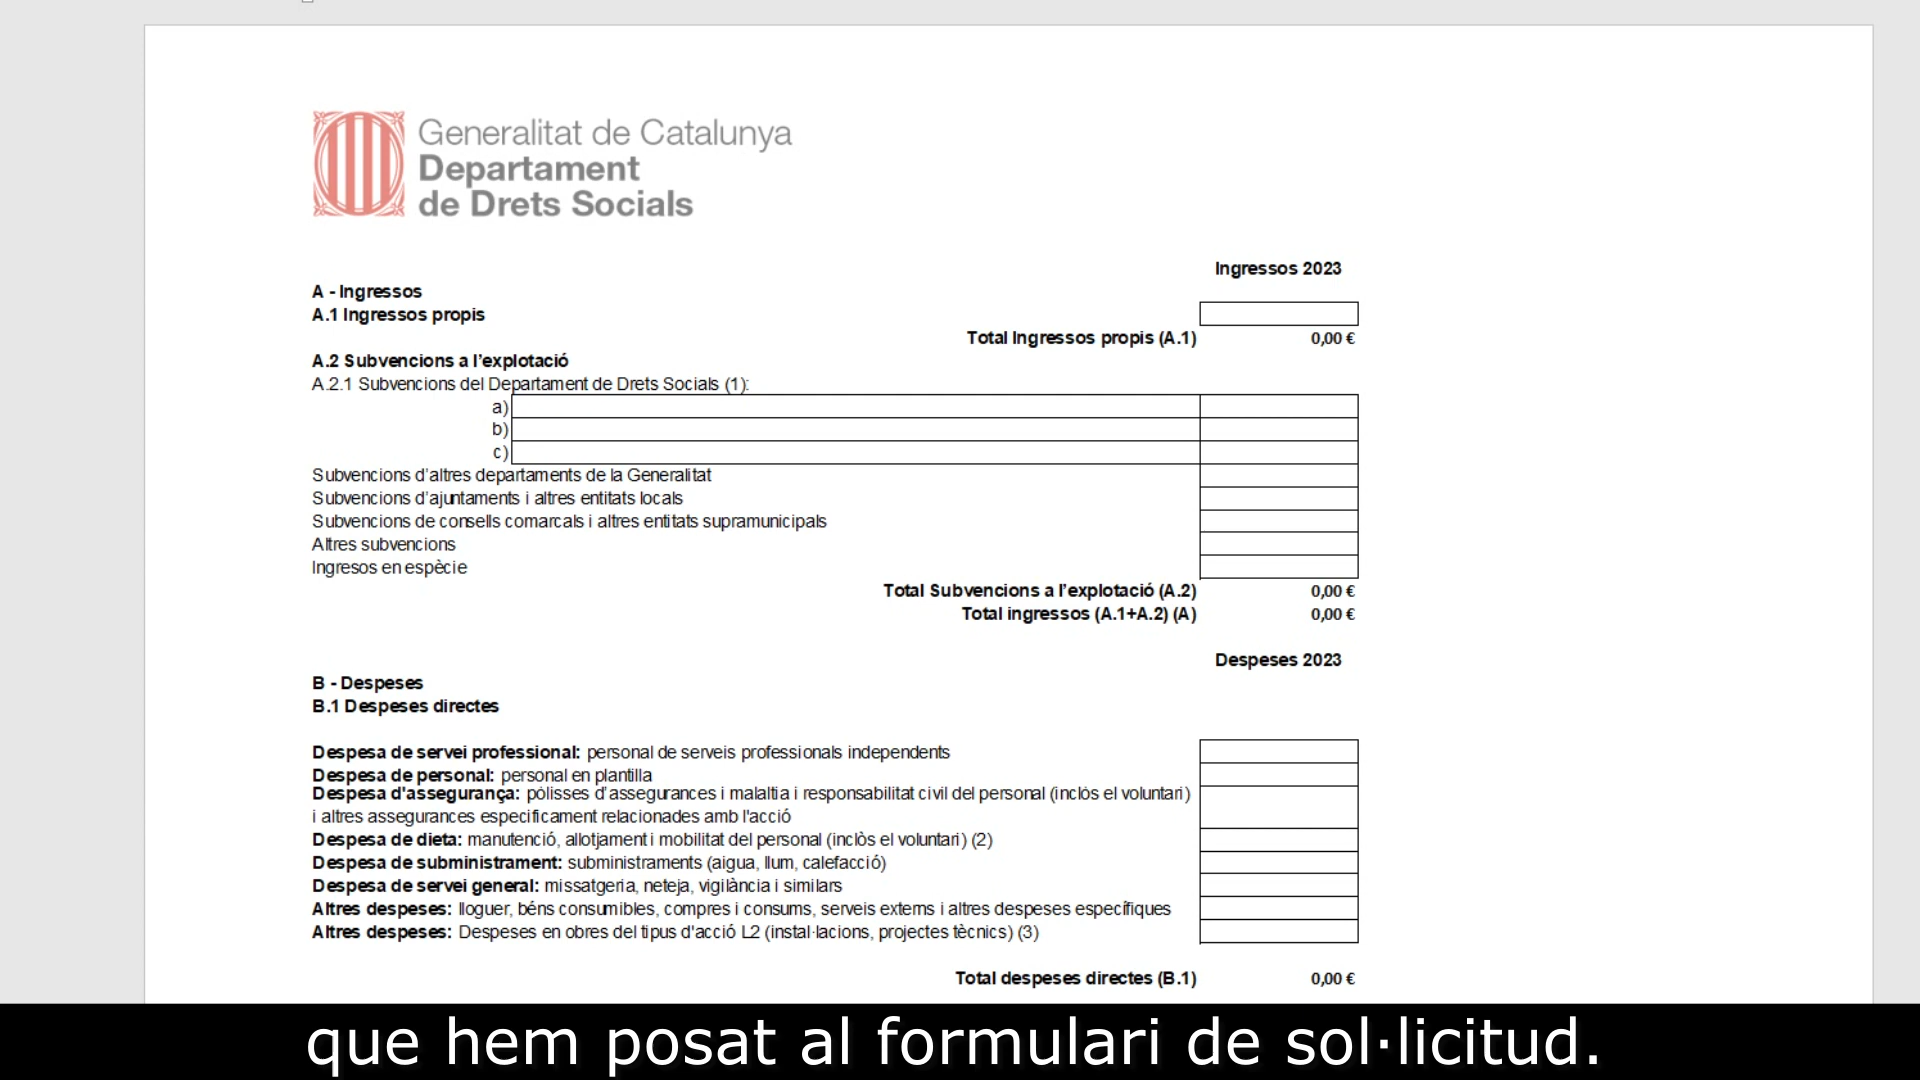 Generalitat de Catalunya
Departament
de Drets Socials
Ingressos 2023
A - Ingressos
A.1 Ingressos propis
Total Ingressos propis (A.1) 0,00 €
A.2 Subvencions a l’explotació
A.2.1 Subvencions del Departament de Drets Socials (1):
a)
b)
c)
Subvencions d’altres departaments de la Generalitat
Subvencions d’ajuntaments i altres entitats locals
Subvencions de consells comarcals i altres entitats supramunicipals
Altres subvencions
Ingresos en espècie
Total Subvencions a l’explotació (A.2) 0,00 €
Total ingressos (A.1+A.2) (A) 0,00 €
Despeses 2023
B - Despeses
B.1 Despeses directes
Despesa de servei professional: personal de serveis professionals independents
Despesa de personal: personal en plantilla
Despesa d'assegurança: pòlisses d’assegurances i malaltia i responsabilitat civil del personal (inclòs el voluntari)
i altres assegurances especificament relacionades amb l'acció
Despesa de dieta: manutenció, allotjament i mobilitat del personal (inclòs el voluntari) (2)
Despesa de subministrament: subministraments (aigua, llum, calefacció)
Despesa de servei general: missatgeria, neteja, vigilància i similars
Altres despeses: lloguer, béns consumibles, compres i consums, serveis externs i altres despeses específiques
Altres despeses: Despeses en obres del tipus d'acció L2 (instal·lacions, projectes tècnics) (3)
Total despeses directes (B.1) 0,00 €
que hem posat al formulari de sol·licitud.